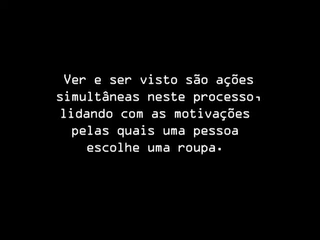 Ver e ser visto são ações
simultâneas neste processo,
lidando com as motivações
pelas quais uma pessoa
escolhe uma roupa.